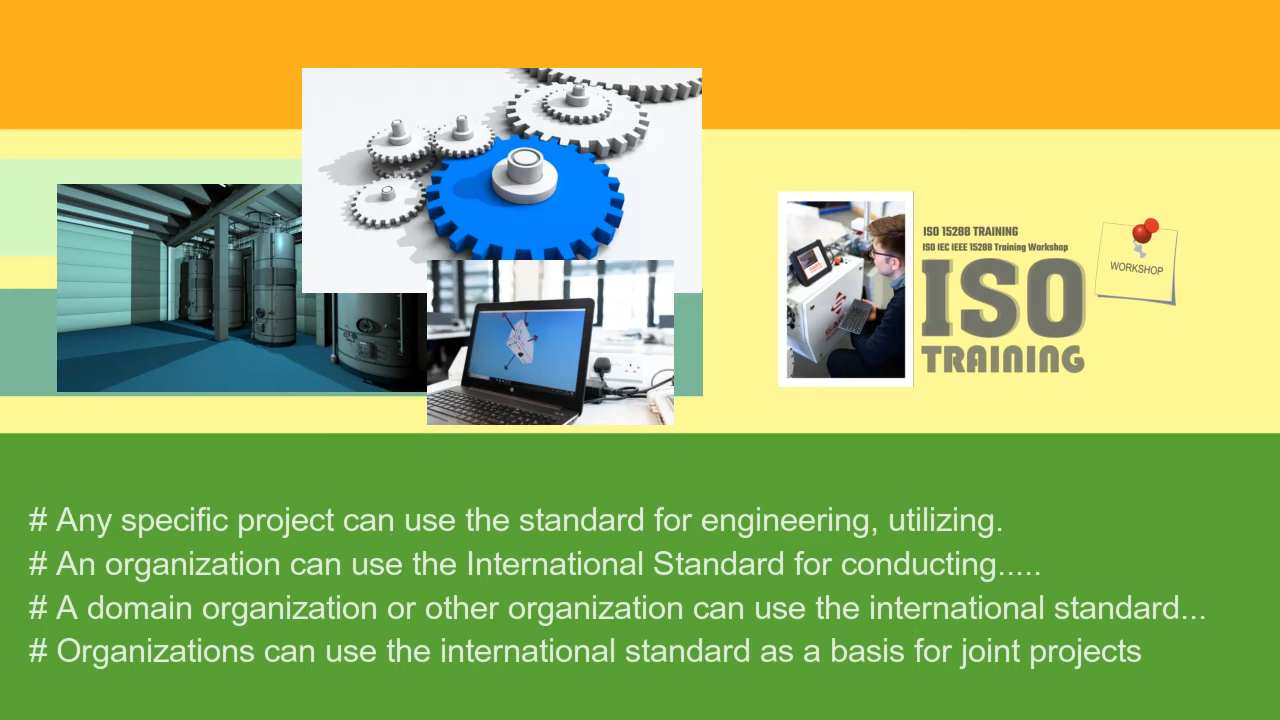 ISO 15288 TRAINING
ISO IEC IEEE 15288 Training Workshop
ISO
TRAINING
WORKSHOP
# Any specific project can use the standard for engineering, utilizing.
# An organization can use the International Standard for conducting.....
# A domain organization or other organization can use the international standard...
# Organizations can use the international standard as a basis for joint projects